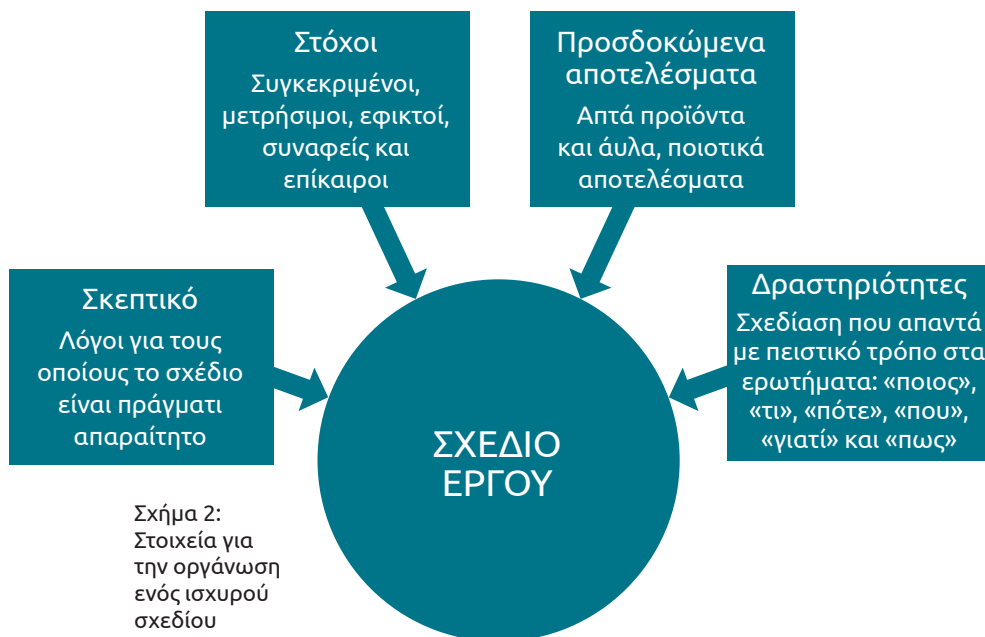 Στόχοι
Συγκεκριμένοι,
μετρήσιμοι, εφικτοί,
συναφείς και
επίκαιροι
Προσδοκώμενα
αποτελέσματα
Απτά προϊόντα
και άυλα, ποιοτικά
αποτελέσματα
Σκεπτικό
Λόγοι για τους
οποίους το σχέδιο
είναι πράγματι
απαραίτητο
Δραστηριότητες
Σχεδίαση που απαντά
με πειστικό τρόπο στα
ερωτήματα: «ποιος»,
«τι», «πότε», «που»,
«γιατί» και «πως»
ΣΧΕΔΙΟ
ΕΡΓΟΥ
Σχήμα 2:
Στοιχεία για
την οργάνωση
ενός ισχυρού
σχεδίου